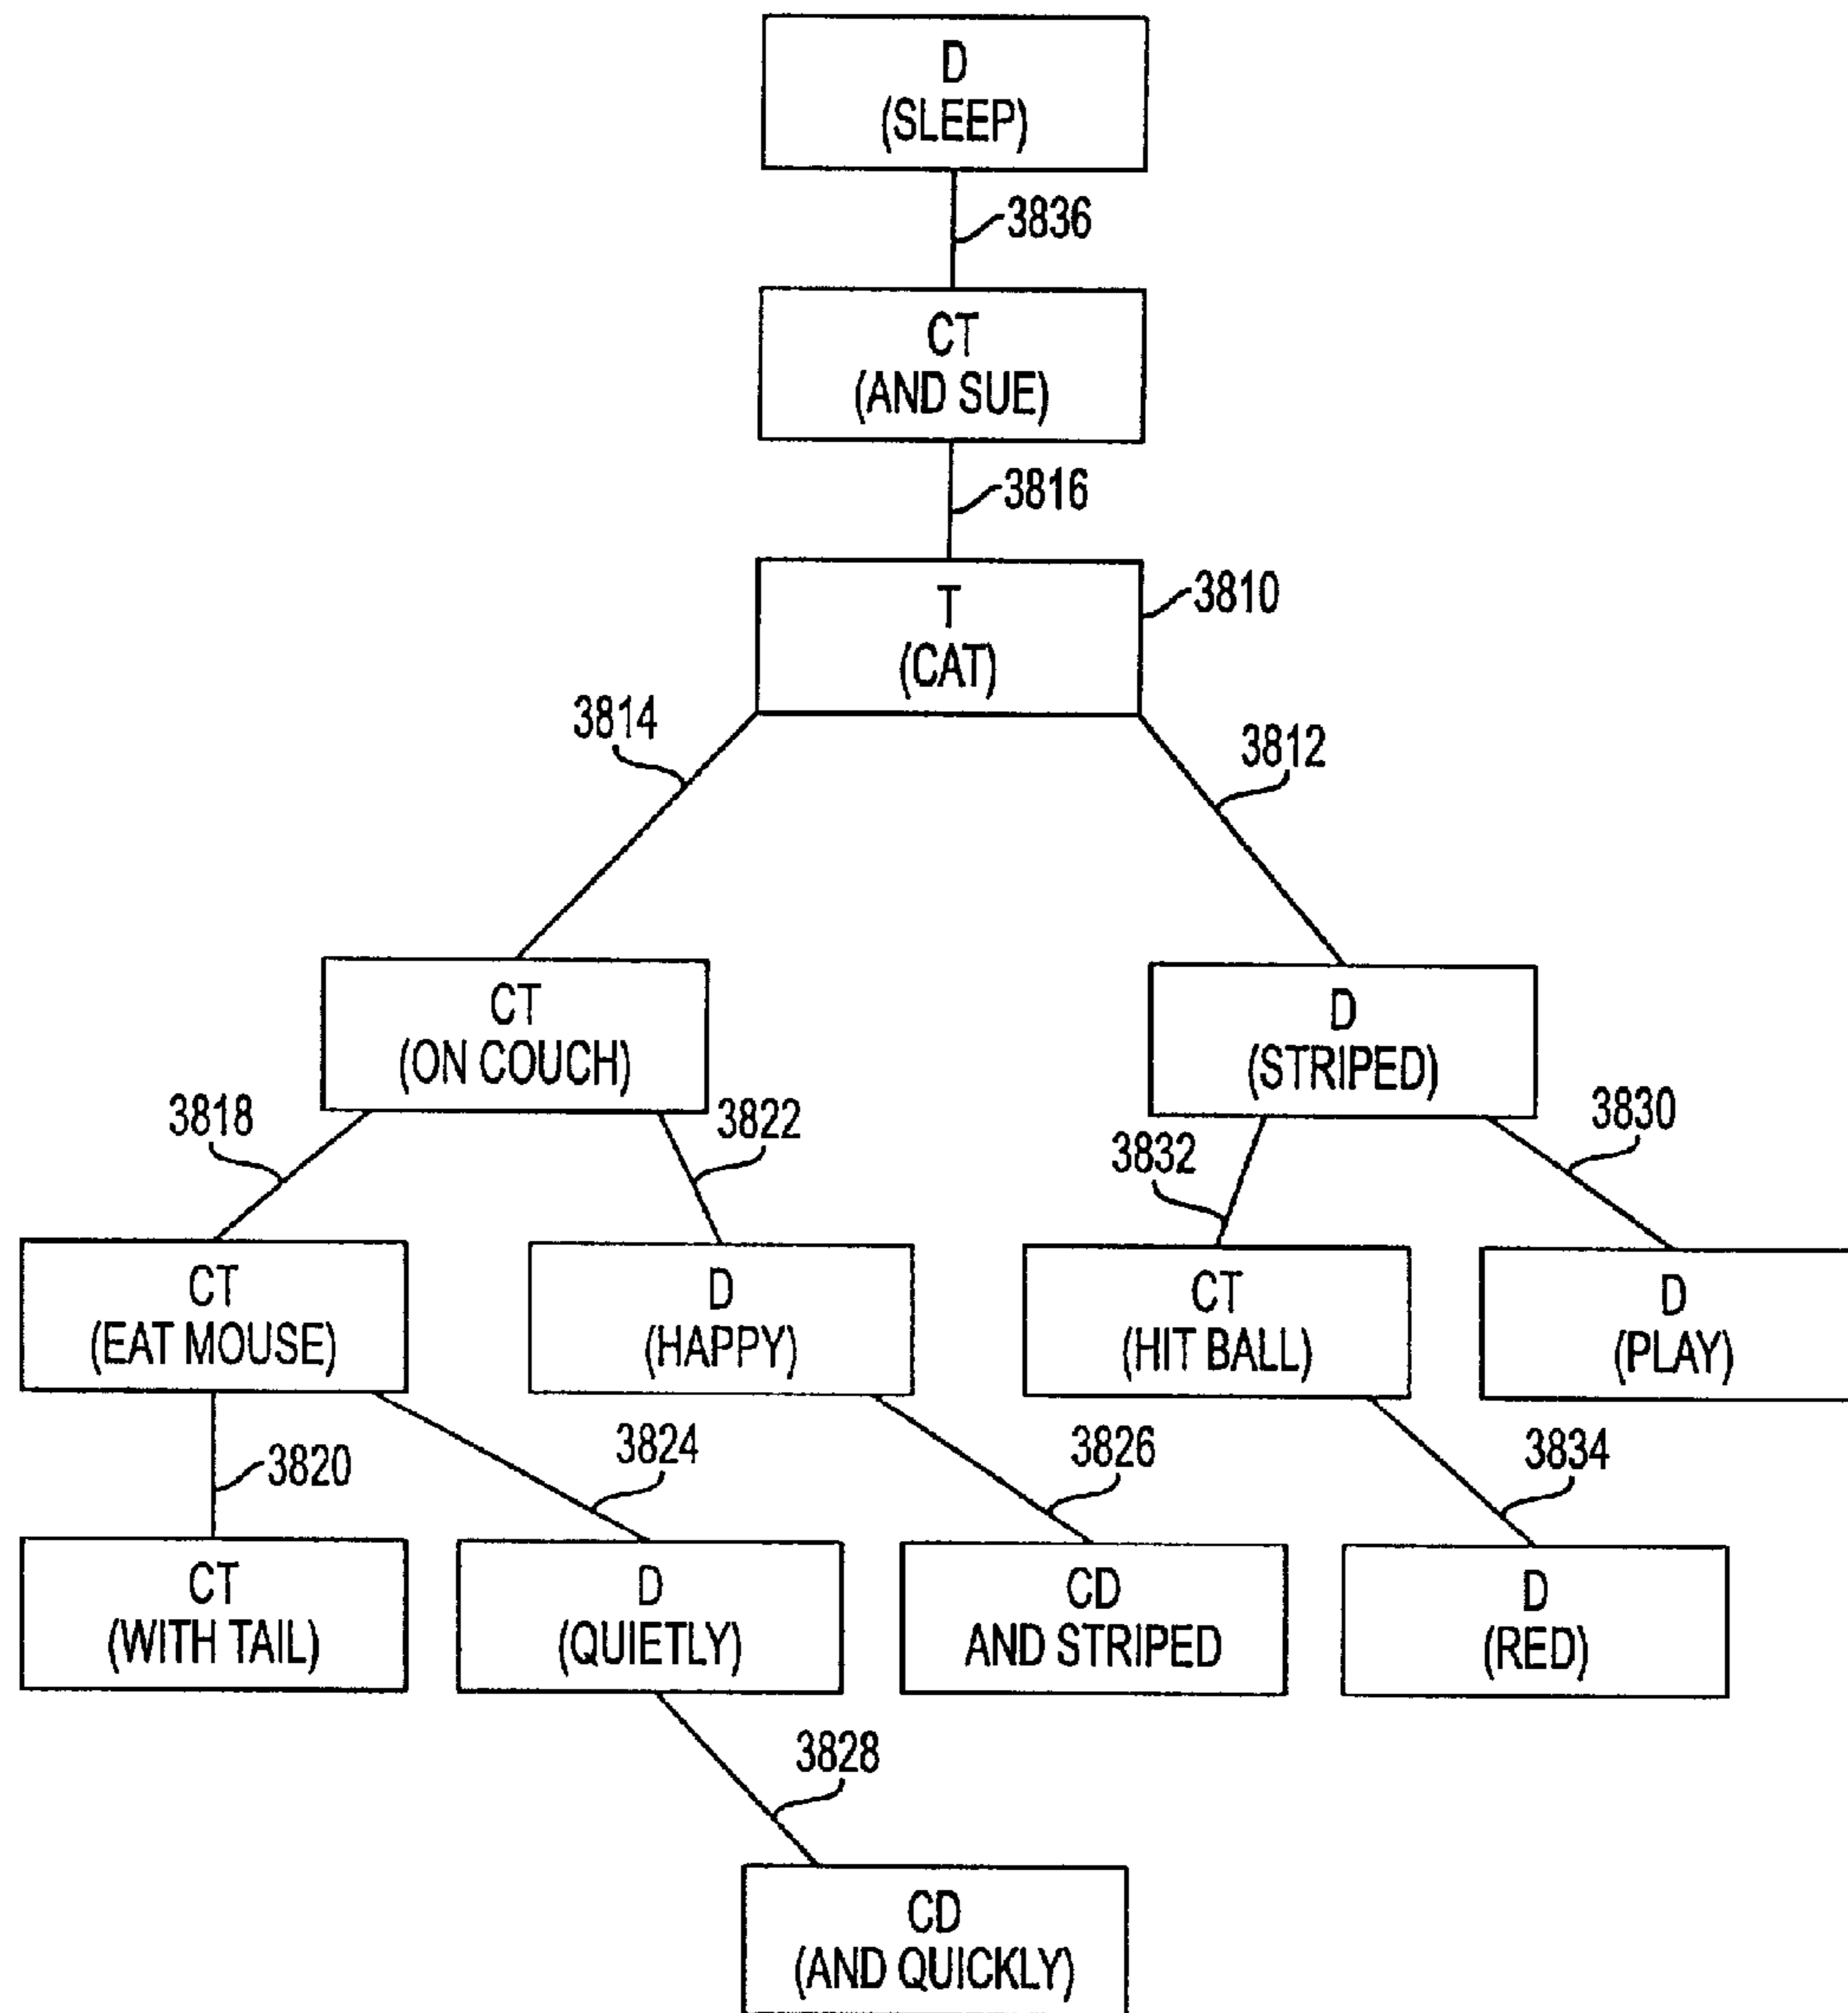 D
(SLEEP)
3836
CT
(AND SUE)
3816
T
(CAT)
3810
3814
3812
CT
(ON COUCH)
D
(STRIPED)
3818
3822
3832
3830
CT
(EAT MOUSE)
D
(HAPPY)
CT
(HIT BALL)
D
(PLAY)
3820
3824
3826
3834
CT
(WITH TAIL)
D
(QUIETLY)
CD
AND STRIPED
D
(RED)
3828
CD
(AND QUICKLY)